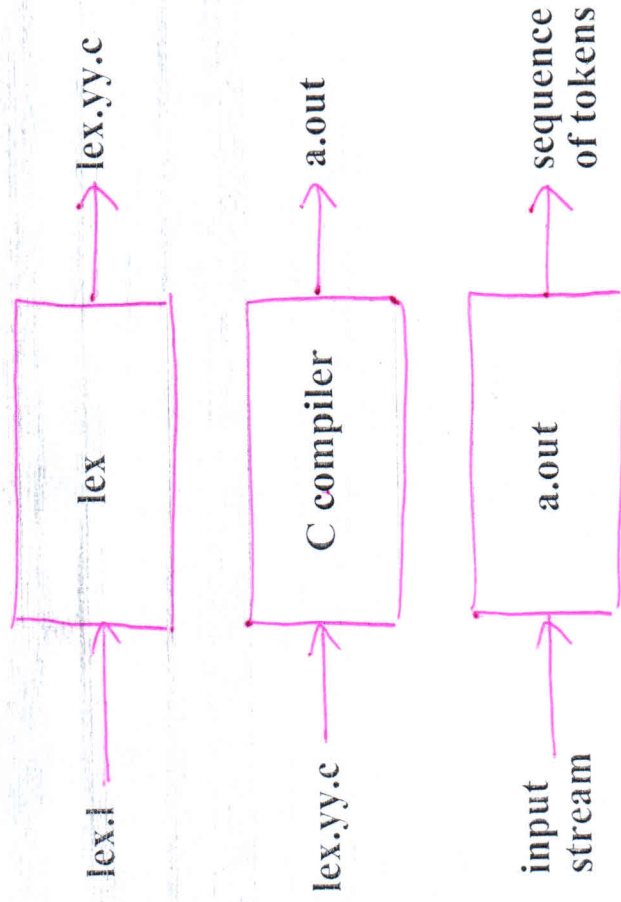 lex.l
lex
lex.yy.c
lex.yy.c
C compiler
a.out
input
stream
a.out
sequence
of tokens